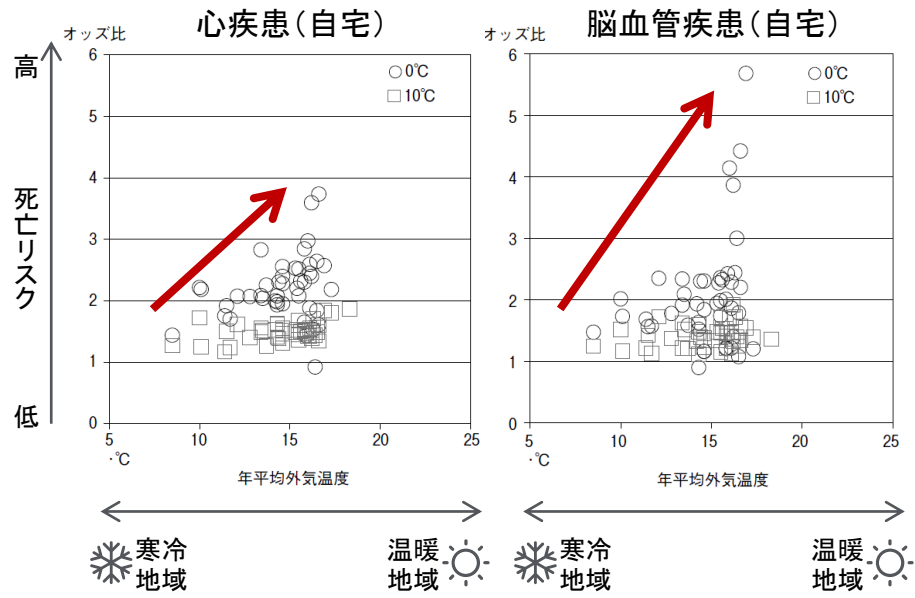 心疾患（自宅）
オッズ比
高
死亡リスク
低
6
5
4
3
2
1
0
○ 0℃
□ 10℃
5
10
15
20
25
・℃
年平均外気温度
寒冷
地域
温暖
地域
脳血管疾患（自宅）
オッズ比
6
5
4
3
2
1
0
○ 0℃
□ 10℃
5
10
15
20
25
・℃
年平均外気温度
寒冷
地域
温暖
地域